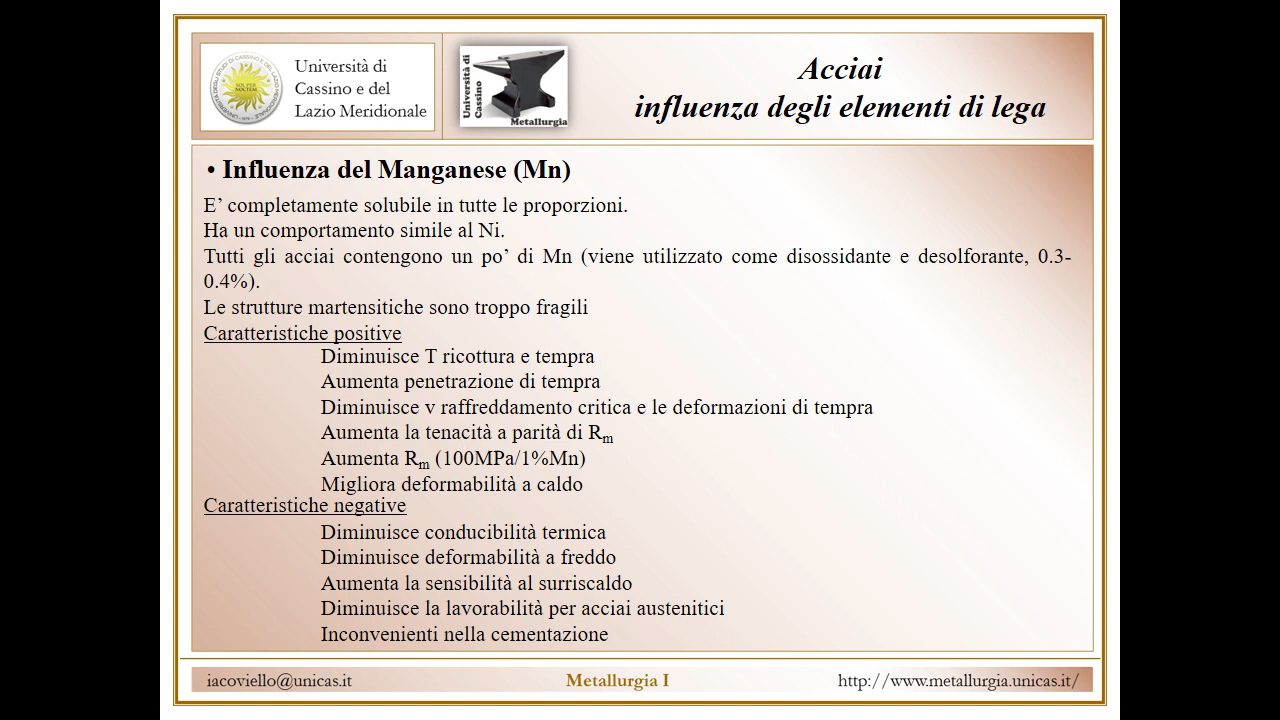 Università di
Cassino e del
Lazio Meridionale
Università di
Cassino
Metallurgia
Acciai
influenza degli elementi di lega
• Influenza del Manganese (Mn)
E’ completamente solubile in tutte le proporzioni.
Ha un comportamento simile al Ni.
Tutti gli acciai contengono un po’ di Mn (viene utilizzato come disossidante e desolforante, 0.3-
0.4%).
Le strutture martensitiche sono troppo fragili
Caratteristiche positive
Diminuisce T ricottura e tempra
Aumenta penetrazione di tempra
Diminuisce v raffreddamento critica e le deformazioni di tempra
Aumenta la tenacità a parità di Rm
Aumenta Rm (100MPa/1%Mn)
Migliora deformabilità a caldo
Caratteristiche negative
Diminuisce conducibilità termica
Diminuisce deformabilità a freddo
Aumenta la sensibilità al surriscaldo
Diminuisce la lavorabilità per acciai austenitici
Inconvenienti nella cementazione
iacoviello@unicas.it
Metallurgia I
http://www.metallurgia.unicas.it/